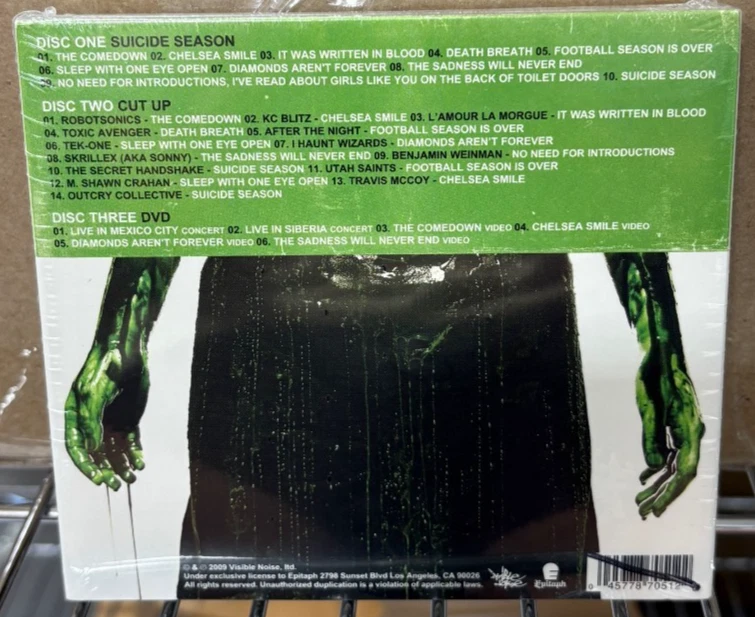 DISC ONE SUICIDE SEASON
01. THE COMEDOWN 02. CHELSEA SMILE 03. IT WAS WRITTEN IN BLOOD 04. DEATH BREATH 05. FOOTBALL SEASON IS OVER
06. SLEEP WITH ONE EYE OPEN 07. DIAMONDS AREN'T FOREVER 08. THE SADNESS WILL NEVER END
09. NO NEED FOR INTRODUCTIONS, I'VE READ ABOUT GIRLS LIKE YOU ON THE BACK OF TOILET DOORS 10. SUICIDE SEASON
DISC TWO CUT UP
01. ROBOTSONICS - THE COMEDOWN 02. KC BLITZ - CHELSEA SMILE 03. L'AMOUR LA MORGUE - IT WAS WRITTEN IN BLOOD
04. TOXIC AVENGER - DEATH BREATH 05. AFTER THE NIGHT - FOOTBALL SEASON IS OVER
06. TEK-ONE - SLEEP WITH ONE EYE OPEN 07. I HAUNT WIZARDS - DIAMONDS AREN'T FOREVER
08. SKRILLEX (AKA SONNY) - THE SADNESS WILL NEVER END 09. BENJAMIN WEINMAN - NO NEED FOR INTRODUCTIONS
10. THE SECRET HANDSHAKE - SUICIDE SEASON 11. UTAH SAINTS - FOOTBALL SEASON IS OVER
12. M. SHAWN CRAHAN - SLEEP WITH ONE EYE OPEN 13. TRAVIS MCCOY - CHELSEA SMILE
14. OUTCRY COLLECTIVE - SUICIDE SEASON
DISC THREE DVD
01. LIVE IN MEXICO CITY CONCERT 02. LIVE IN SIBERIA CONCERT 03. THE COMEDOWN VIDEO 04. CHELSEA SMILE VIDEO
05. DIAMONDS AREN'T FOREVER VIDEO 06. THE SADNESS WILL NEVER END VIDEO
℗ & © 2009 Visible Noise, ltd.
Under exclusive license to Epitaph 2798 Sunset Blvd Los Angeles, CA 90026
All rights reserved. Unauthorized duplication is a violation of applicable laws.
Epitaph
0 45778 70512